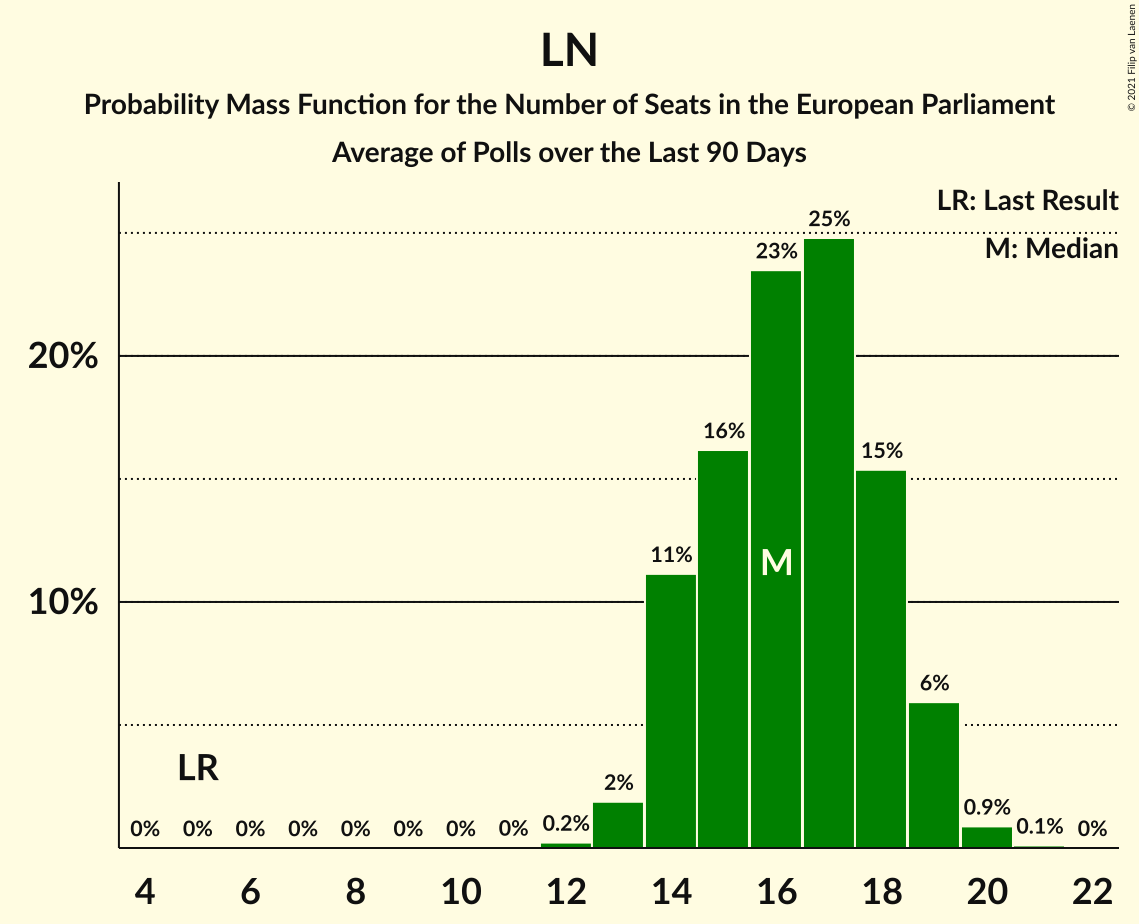 LN
Probability Mass Function for the Number of Seats in the European Parliament
Average of Polls over the Last 90 Days
© 2021 Filip van Laenen
LR: Last Result
M: Median
20%
10%
0%
0%
0%
0%
0%
0%
0%
0%
0.2%
2%
11%
16%
23%
25%
15%
6%
0.9%
0.1%
0%
LR
M
4 6 8 10 12 14 16 18 20 22